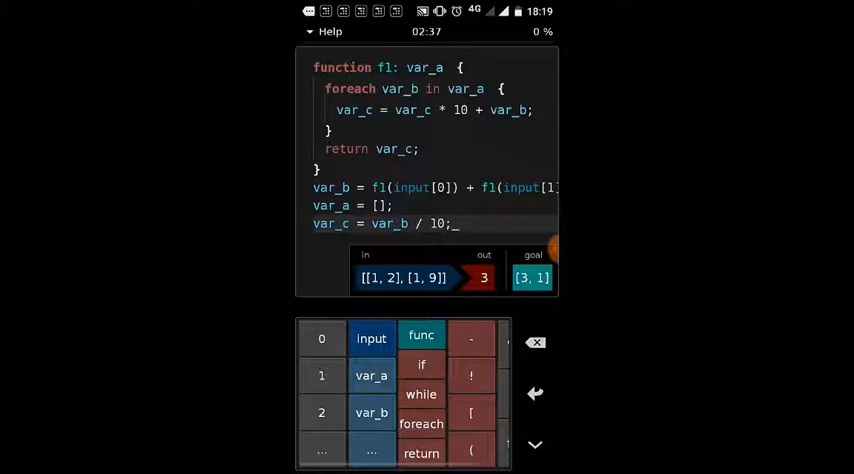 4G 18:19
Help 02:37 0 %
function f1: var_a {
foreach var_b in var_a {
var_c = var_c * 10 + var_b;
}
return var_c;
}
var_b = f1(input[0]) + f1(input[1]
var_a = [];
var_c = var_b / 10;_
in out goal
[[1, 2], [1, 9]] 3 [3, 1]
0 input func -
1 var_a if !
2 var_b while [
... ... foreach (
return